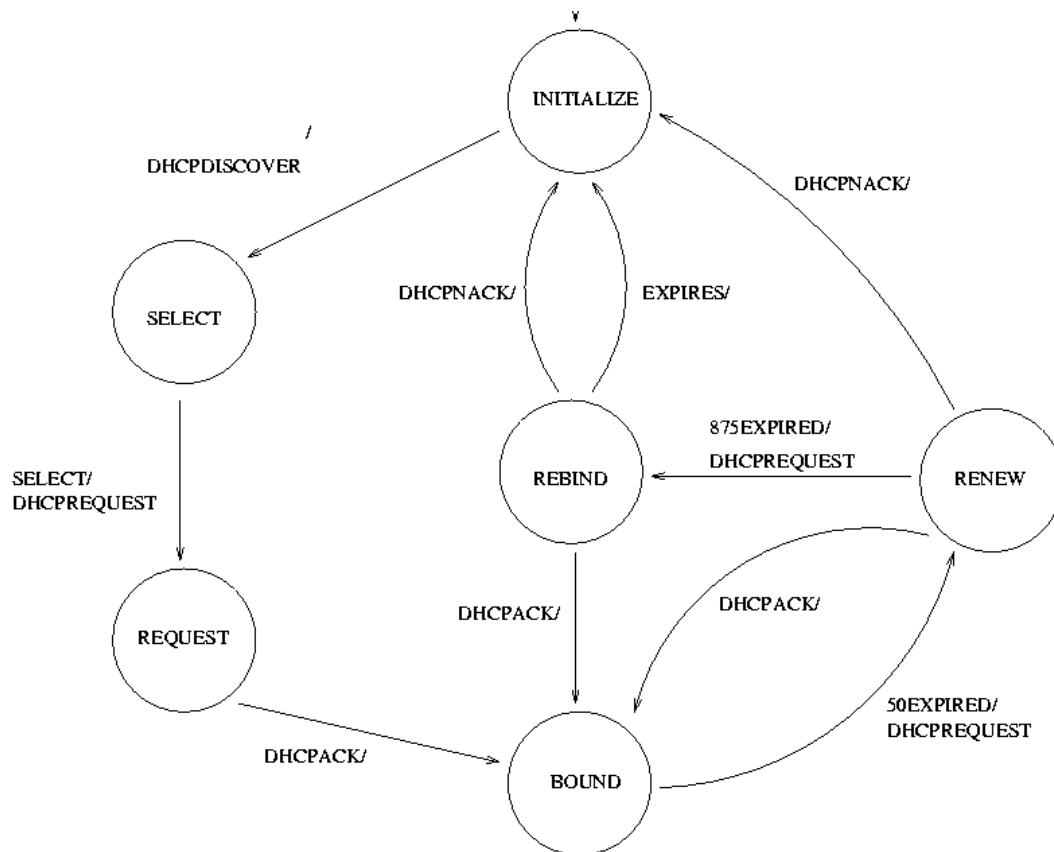 INITIALIZE
/
DHCPDISCOVER
DHCPNACK/
DHCPNACK/
EXPIRES/
SELECT
875EXPIRED/
DHCPREQUEST
REBIND
RENEW
SELECT/
DHCPREQUEST
DHCPACK/
DHCPACK/
REQUEST
50EXPIRED/
DHCPREQUEST
DHCPACK/
BOUND